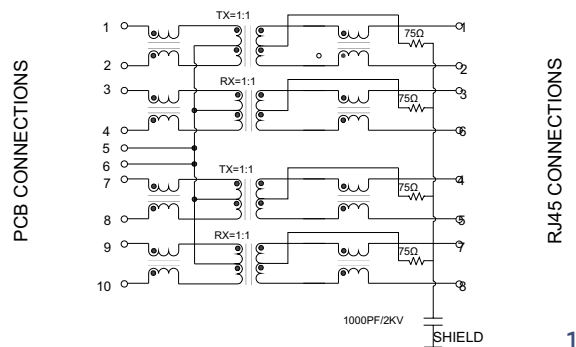 TX=1:1
1
1
75Ω
2
2
RX=1:1
3
3
75Ω
4
6
5
6
TX=1:1
7
4
75Ω
8
5
RX=1:1
9
7
75Ω
10
8
PCB CONNECTIONS
RJ45 CONNECTIONS
1000PF/2KV
SHIELD
1